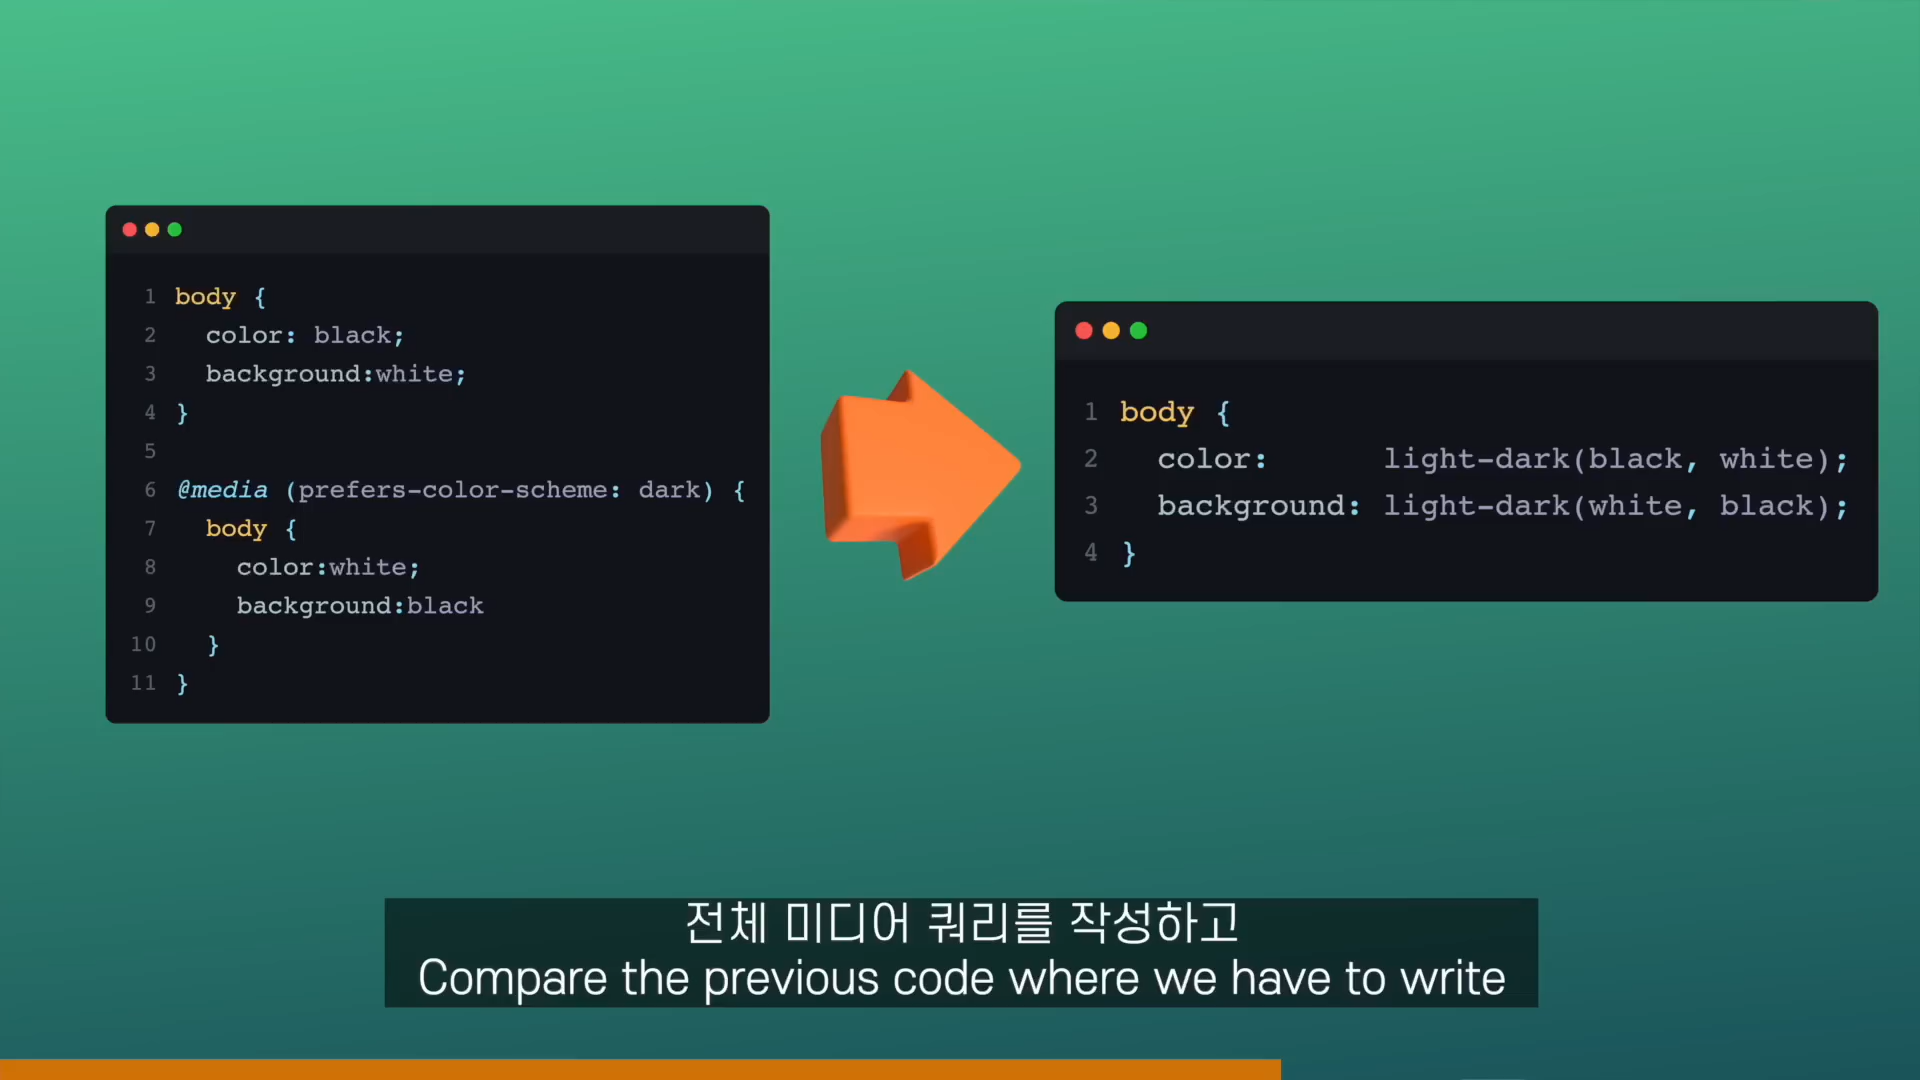 1 body {
2 color: black;
3 background:white;
4 }
5
6 @media (prefers-color-scheme: dark) {
7 body {
8 color:white;
9 background:black
10 }
11 }
1 body {
2 color: light-dark(black, white);
3 background: light-dark(white, black);
4 }
전체 미디어 쿼리를 작성하고
Compare the previous code where we have to write